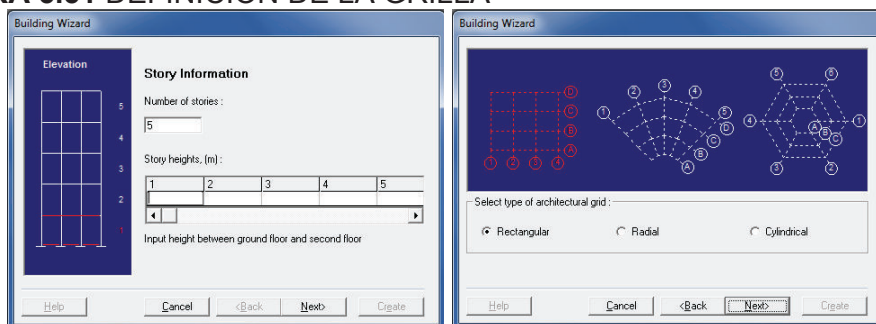 DEFINICIÓN DE LA GRILLA
Building Wizard
Elevation
5
4
3
2
1
Story Information
Number of stories :
5
Story heights, (m) :
1 2 3 4 5
Input height between ground floor and second floor
Help Cancel <Back Next> Create
Building Wizard
D
C
B
A
1 2 3 4
1 2 3 4 5
D
C
B
A
5 6
4 1
A B C
3 2
Select type of architectural grid :
Rectangular Radial Cylindrical
Help Cancel <Back Next> Create